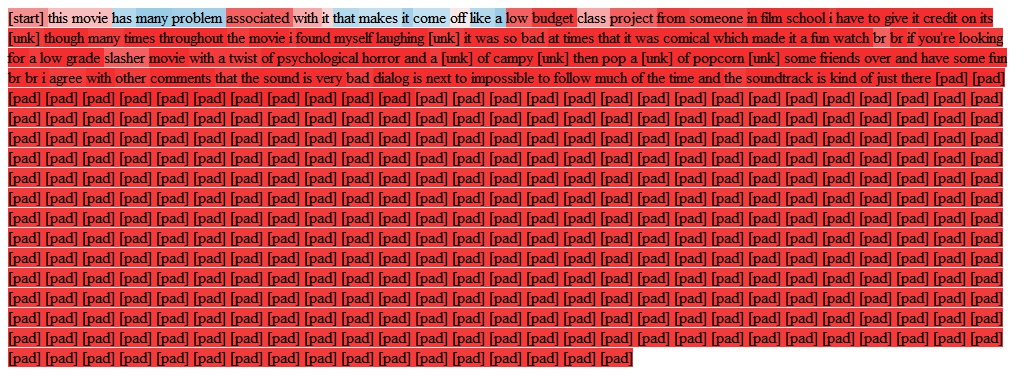 [start] this movie has many problem associated with it that makes it come off like a low budget class project from someone in film school i have to give it credit on its
[unk] though many times throughout the movie i found myself laughing [unk] it was so bad at times that it was comical which made it a fun watch br br if you're looking
for a low grade slasher movie with a twist of psychological horror and a [unk] of campy [unk] then pop a [unk] of popcorn [unk] some friends over and have some fun
br br i agree with other comments that the sound is very bad dialog is next to impossible to follow much of the time and the soundtrack is kind of just there [pad] [pad]
[pad] [pad] [pad] [pad] [pad] [pad] [pad] [pad] [pad] [pad] [pad] [pad] [pad] [pad] [pad] [pad] [pad] [pad] [pad] [pad] [pad] [pad] [pad] [pad] [pad] [pad] [pad]
[pad] [pad] [pad] [pad] [pad] [pad] [pad] [pad] [pad] [pad] [pad] [pad] [pad] [pad] [pad] [pad] [pad] [pad] [pad] [pad] [pad] [pad] [pad] [pad] [pad] [pad] [pad]
[pad] [pad] [pad] [pad] [pad] [pad] [pad] [pad] [pad] [pad] [pad] [pad] [pad] [pad] [pad] [pad] [pad] [pad] [pad] [pad] [pad] [pad] [pad] [pad] [pad] [pad] [pad]
[pad] [pad] [pad] [pad] [pad] [pad] [pad] [pad] [pad] [pad] [pad] [pad] [pad] [pad] [pad] [pad] [pad] [pad] [pad] [pad] [pad] [pad] [pad] [pad] [pad] [pad] [pad]
[pad] [pad] [pad] [pad] [pad] [pad] [pad] [pad] [pad] [pad] [pad] [pad] [pad] [pad] [pad] [pad] [pad] [pad] [pad] [pad] [pad] [pad] [pad] [pad] [pad] [pad] [pad]
[pad] [pad] [pad] [pad] [pad] [pad] [pad] [pad] [pad] [pad] [pad] [pad] [pad] [pad] [pad] [pad] [pad] [pad] [pad] [pad] [pad] [pad] [pad] [pad] [pad] [pad] [pad]
[pad] [pad] [pad] [pad] [pad] [pad] [pad] [pad] [pad] [pad] [pad] [pad] [pad] [pad] [pad] [pad] [pad] [pad] [pad] [pad] [pad] [pad] [pad] [pad] [pad] [pad] [pad]
[pad] [pad] [pad] [pad] [pad] [pad] [pad] [pad] [pad] [pad] [pad] [pad] [pad] [pad] [pad] [pad] [pad] [pad] [pad] [pad] [pad] [pad] [pad] [pad] [pad] [pad] [pad]
[pad] [pad] [pad] [pad] [pad] [pad] [pad] [pad] [pad] [pad] [pad] [pad] [pad] [pad] [pad] [pad] [pad] [pad] [pad] [pad] [pad] [pad] [pad] [pad] [pad] [pad] [pad]
[pad] [pad] [pad] [pad] [pad] [pad] [pad] [pad] [pad] [pad] [pad] [pad] [pad] [pad] [pad] [pad] [pad] [pad] [pad] [pad] [pad] [pad] [pad] [pad] [pad] [pad] [pad]
[pad] [pad] [pad] [pad] [pad] [pad] [pad] [pad] [pad] [pad] [pad] [pad] [pad] [pad] [pad] [pad] [pad] [pad] [pad] [pad] [pad] [pad] [pad] [pad] [pad] [pad] [pad]
[pad] [pad] [pad] [pad] [pad] [pad] [pad] [pad] [pad] [pad] [pad] [pad] [pad] [pad] [pad] [pad] [pad] [pad] [pad] [pad] [pad] [pad] [pad] [pad] [pad] [pad] [pad]
[pad] [pad] [pad] [pad] [pad] [pad] [pad] [pad] [pad] [pad] [pad] [pad] [pad] [pad] [pad] [pad] [pad] [pad] [pad] [pad] [pad] [pad] [pad] [pad] [pad] [pad] [pad]
[pad] [pad] [pad] [pad] [pad] [pad] [pad] [pad] [pad] [pad] [pad] [pad] [pad] [pad] [pad] [pad] [pad]